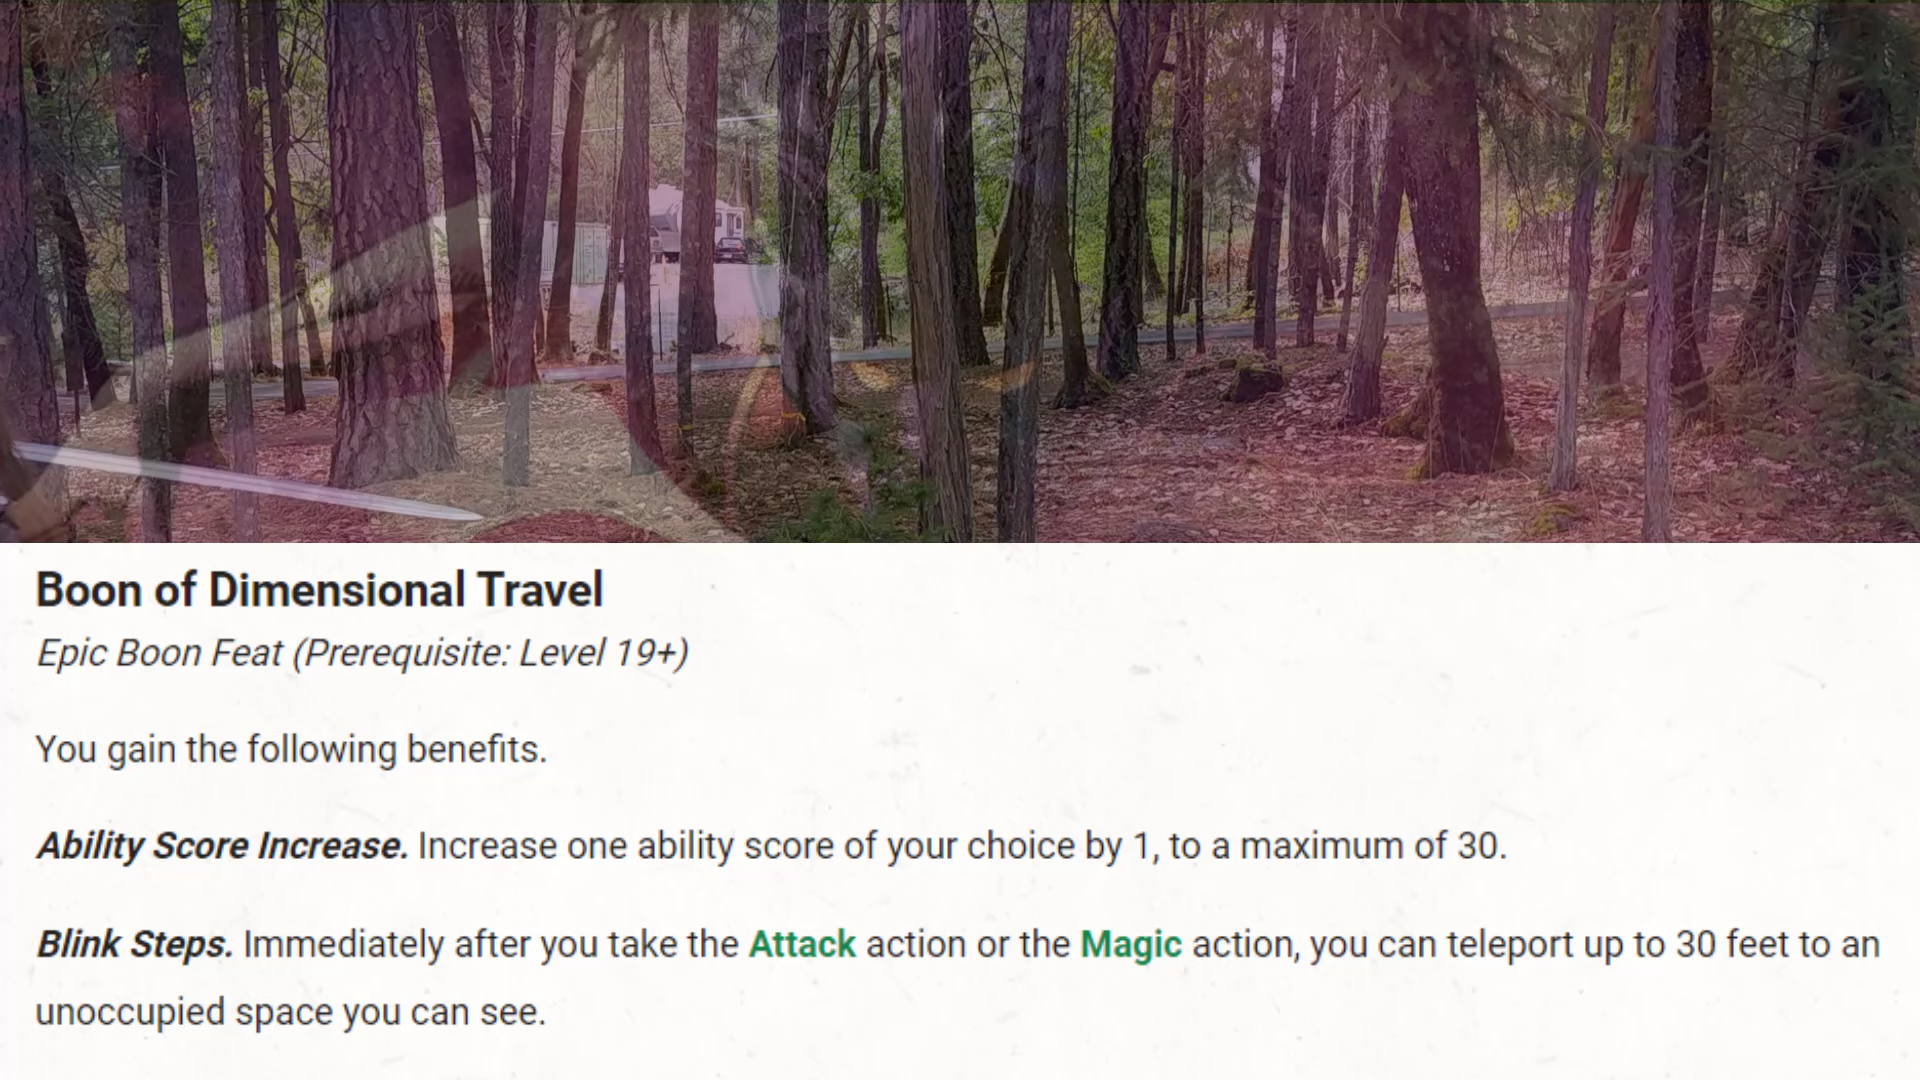 Boon of Dimensional Travel
Epic Boon Feat (Prerequisite: Level 19+)
You gain the following benefits.
Ability Score Increase. Increase one ability score of your choice by 1, to a maximum of 30.
Blink Steps. Immediately after you take the Attack action or the Magic action, you can teleport up to 30 feet to an
unoccupied space you can see.